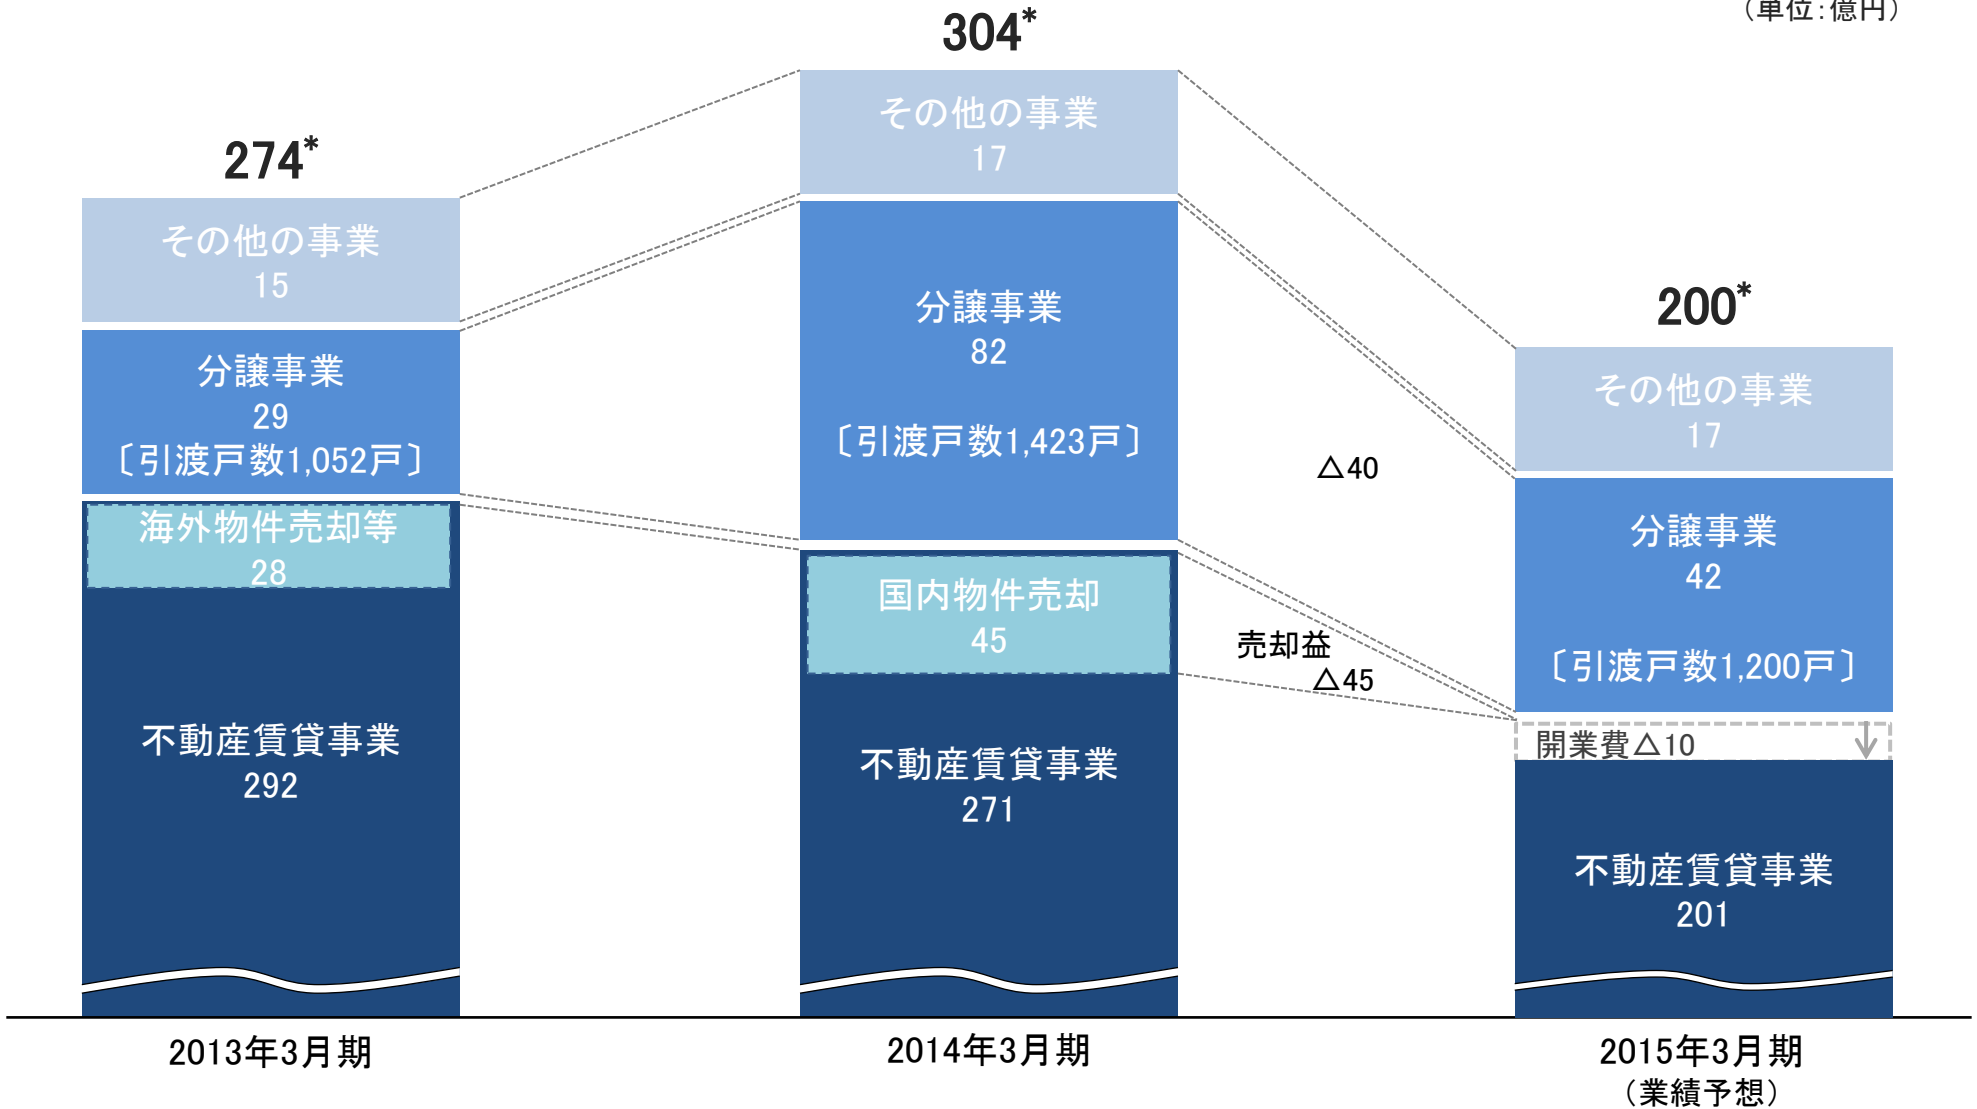 （単位：億円）
274*
その他の事業
15
分譲事業
29
〔引渡戸数1,052戸〕
海外物件売却等
28
不動産賃貸事業
292
2013年3月期
304*
その他の事業
17
分譲事業
82
〔引渡戸数1,423戸〕
国内物件売却
45
不動産賃貸事業
271
2014年3月期
△40
売却益
△45
200*
その他の事業
17
分譲事業
42
〔引渡戸数1,200戸〕
開業費△10
不動産賃貸事業
201
2015年3月期
（業績予想）